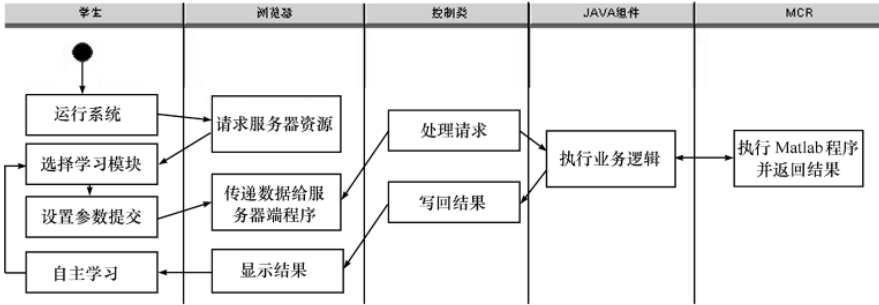 学生
浏览器
控制类
JAVA组件
MCR
运行系统
请求服务器资源
处理请求
选择学习模块
执行业务逻辑
执行 Matlab 程序
并返回结果
设置参数提交
传递数据给服
务器端程序
写回结果
自主学习
显示结果